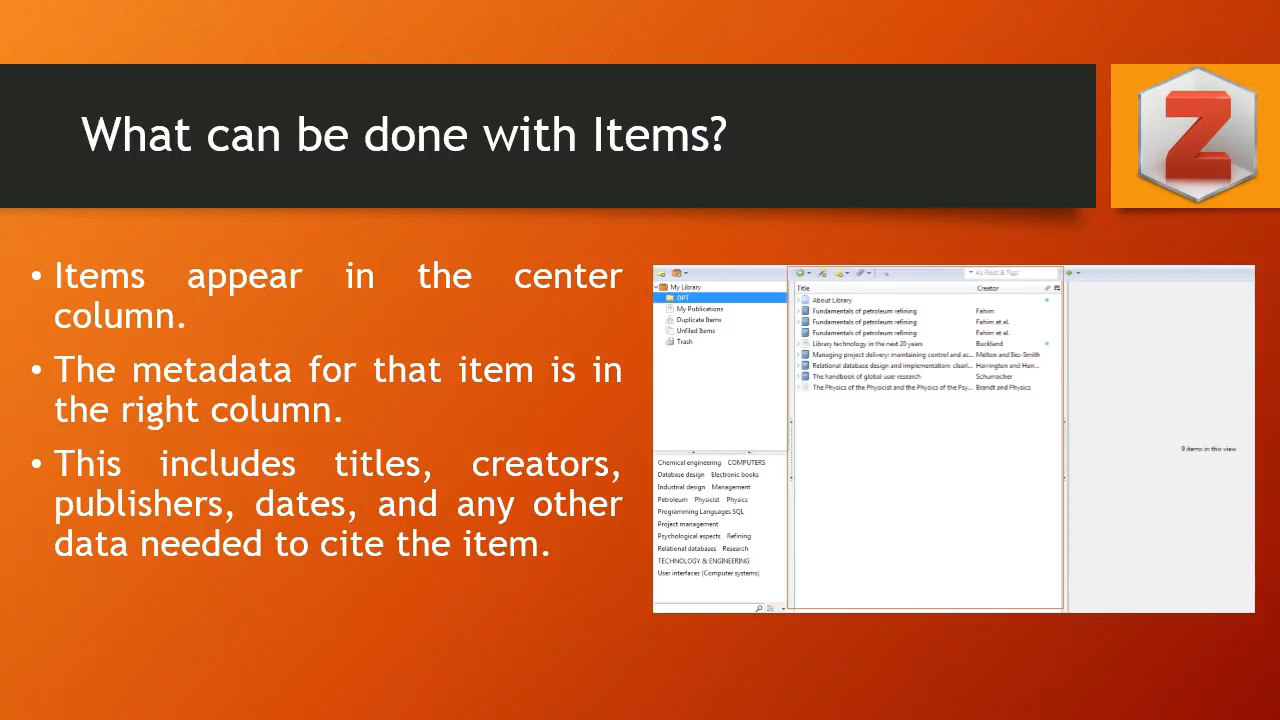 What can be done with Items?
Z
• Items appear in the center
column.
• The metadata for that item is in
the right column.
• This includes titles, creators,
publishers, dates, and any other
data needed to cite the item.
My Library
DPT
My Publications
Duplicate Items
Unfiled Items
Trash
Chemical engineering COMPUTERS
Database design Electronic books
Industrial design Management
Petroleum Physicist Physics
Programming Languages SQL
Project management
Psychological aspects Refining
Relational databases Research
TECHNOLOGY & ENGINEERING
User interfaces (Computer systems)
Title Creator
About Library
Fundamentals of petroleum refining Fahim
Fundamentals of petroleum refining Fahim et al.
Fundamentals of petroleum refining Fahim et al.
Library technology in the next 20 years Buckland
Managing project delivery: maintaining control and ac... Melton and Iles-Smith
Relational database design and implementation: clearl... Harrington and Harr...
The handbook of global user research Schumacher
The Physics of the Physicist and the Physics of the Psy... Brandt and Physics
9 items in this view